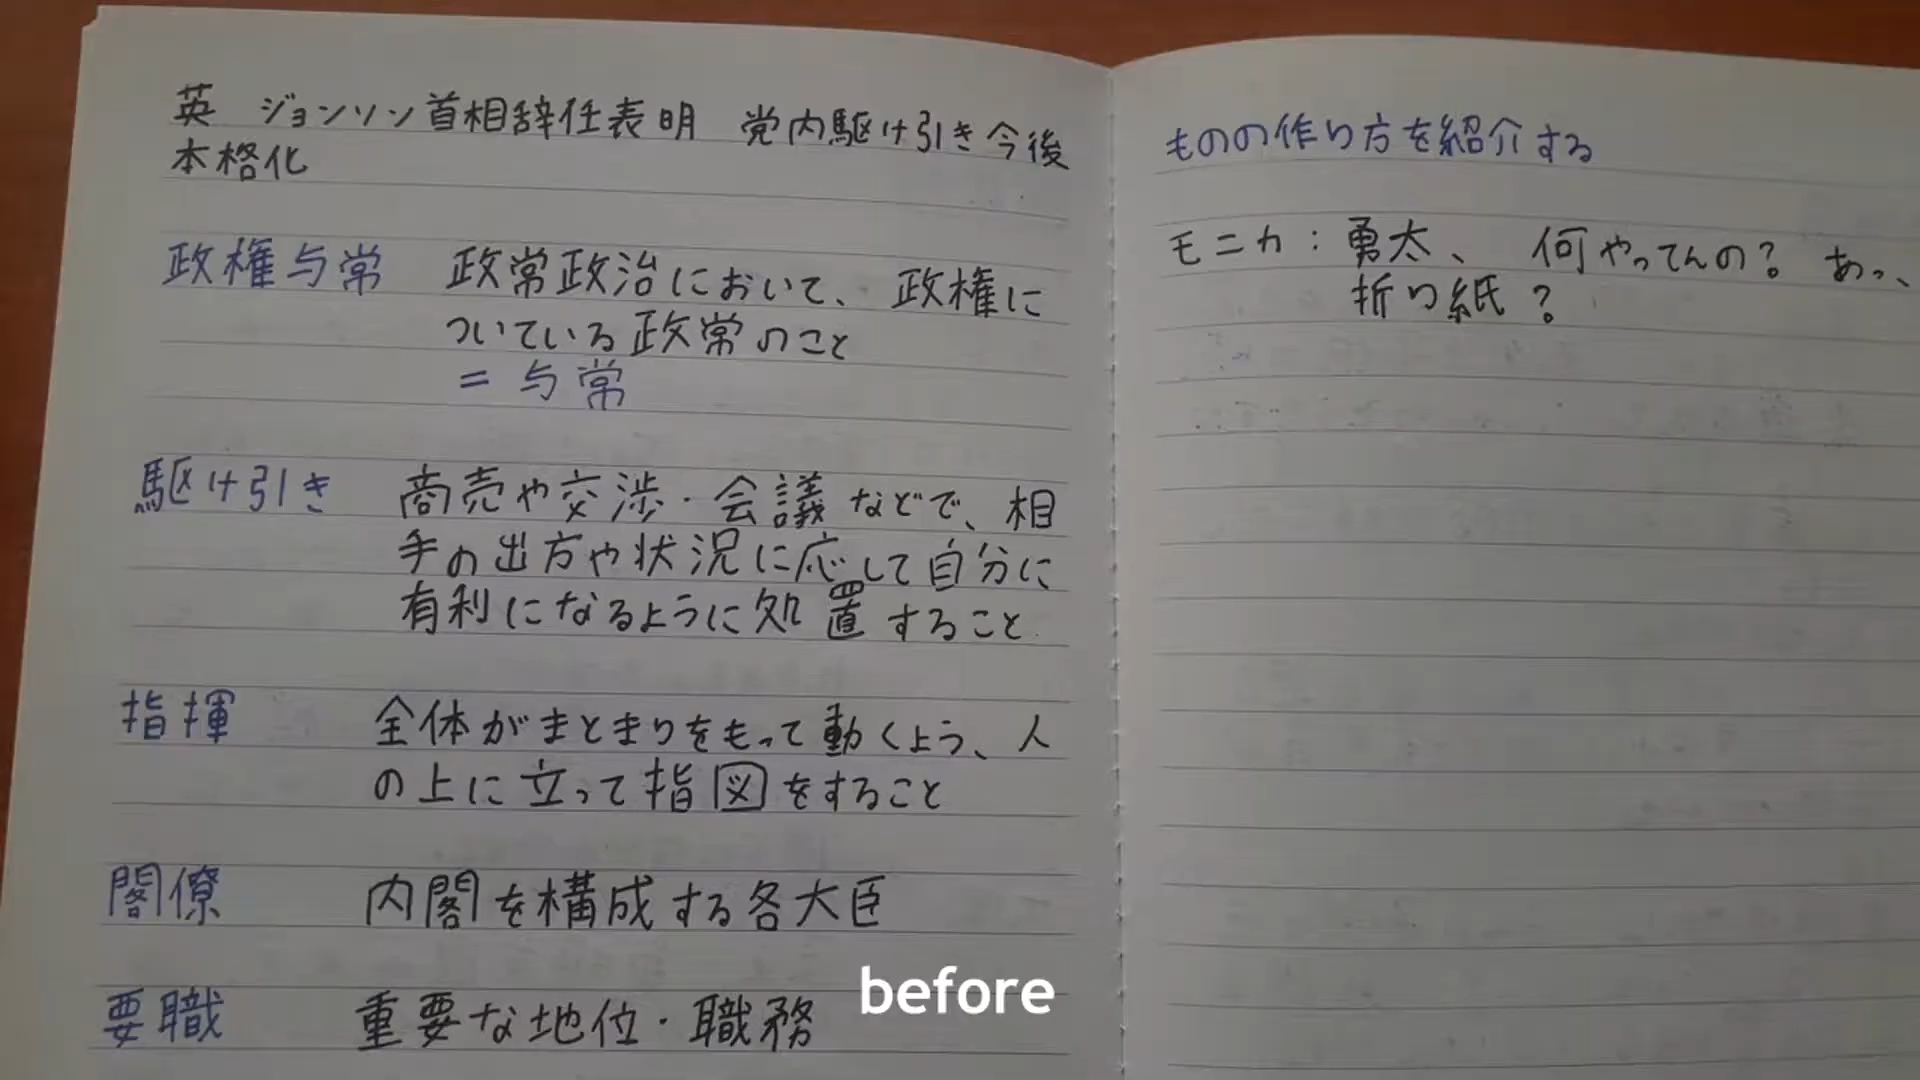 英 ジョンソン首相辞任表明 党内駆け引き今後
本格化
政権与常 政常政治において、政権に
ついている政常のこと
= 与常
駆け引き 商売や交渉・会議などで、相
手の出方や状況に応して自分に
有利になるように処置すること
指揮 全体がまとまりをもって動くよう、人
の上に立って指図をすること
閣僚 内閣を構成する各大臣
要職 重要な地位・職務
ものの作り方を紹介する
モニカ：勇太、何やってんの？あっ、
折り紙？
before